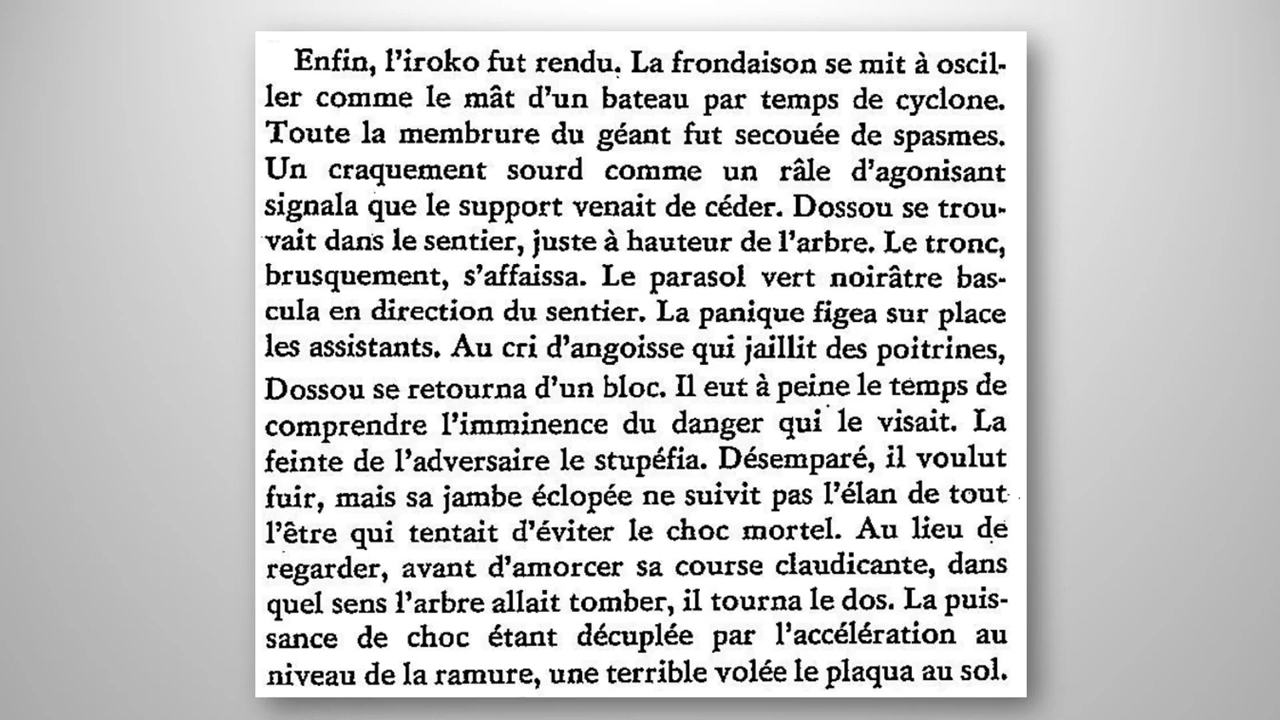 Enfin, l'iroko fut rendu. La frondaison se mit à oscil-
ler comme le mât d'un bateau par temps de cyclone.
Toute la membrure du géant fut secouée de spasmes.
Un craquement sourd comme un râle d'agonisant
signala que le support venait de céder. Dossou se trou-
vait dans le sentier, juste à hauteur de l'arbre. Le tronc,
brusquement, s'affaissa. Le parasol vert noirâtre bas-
cula en direction du sentier. La panique figea sur place
les assistants. Au cri d'angoisse qui jaillit des poitrines,
Dossou se retourna d'un bloc. Il eut à peine le temps de
comprendre l'imminence du danger qui le visait. La
feinte de l'adversaire le stupéfia. Désemparé, il voulut
fuir, mais sa jambe éclopée ne suivit pas l'élan de tout
l'être qui tentait d'éviter le choc mortel. Au lieu de
regarder, avant d'amorcer sa course claudicante, dans
quel sens l'arbre allait tomber, il tourna le dos. La puis-
sance de choc étant décuplée par l'accélération au
niveau de la ramure, une terrible volée le plaqua au sol.